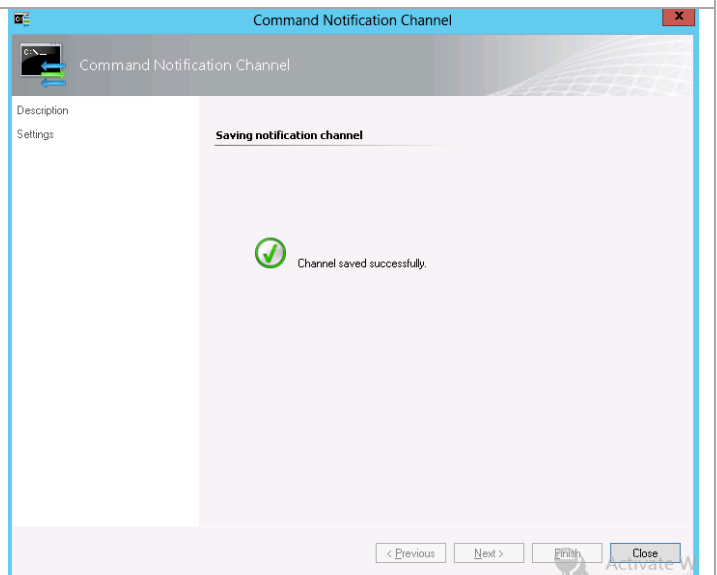 Command Notification Channel
x
C:\_
Command Notification Channel
Description
Settings
Saving notification channel
Channel saved successfully.
< Previous
Next >
Finish
Close
Activate W